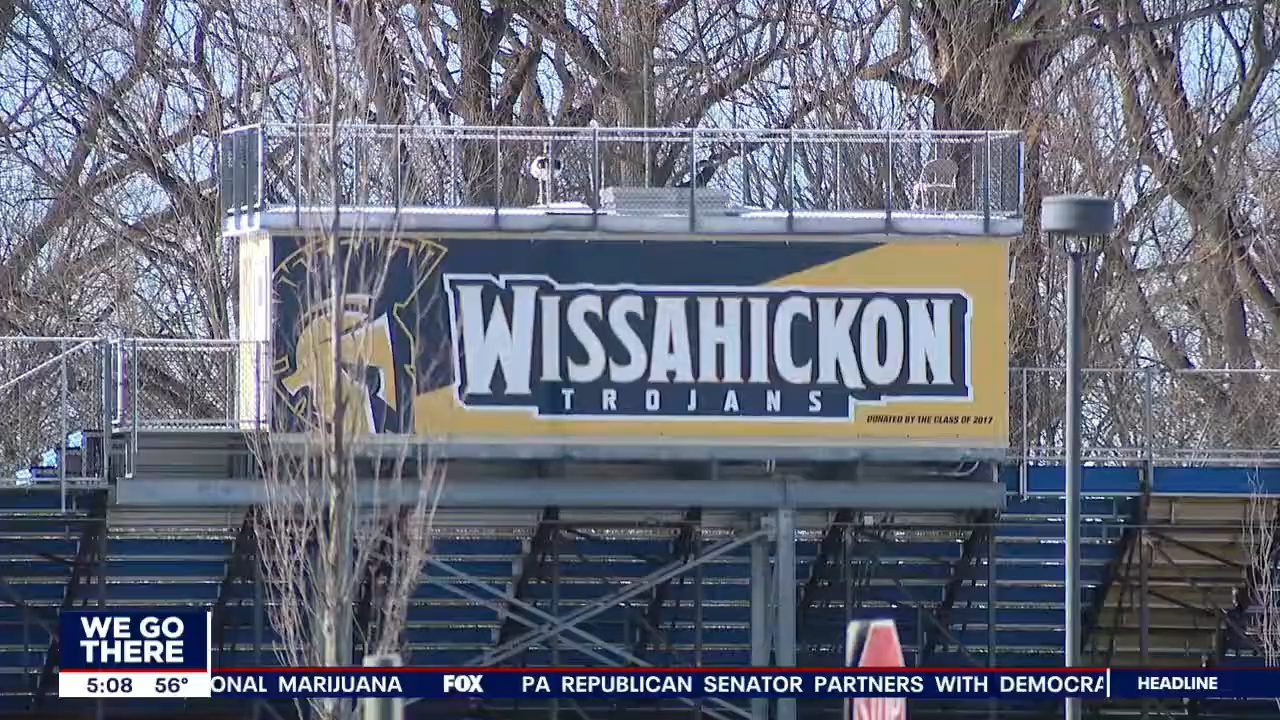 WISSAHICKON
TROJANS
DONATED BY THE CLASS OF 2017
WE GO
THERE
5:08 56° ONAL MARIJUANA FOX PA REPUBLICAN SENATOR PARTNERS WITH DEMOCRA HEADLINE